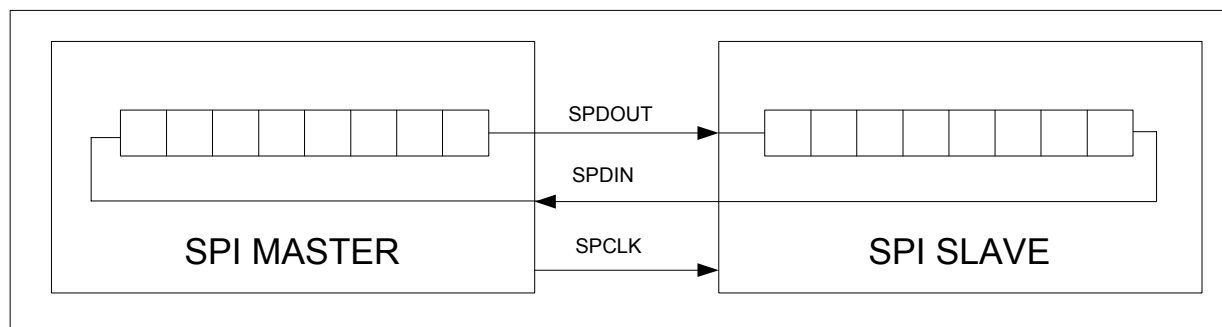 SPDOUT
SPDIN
SPI MASTER
SPCLK
SPI SLAVE